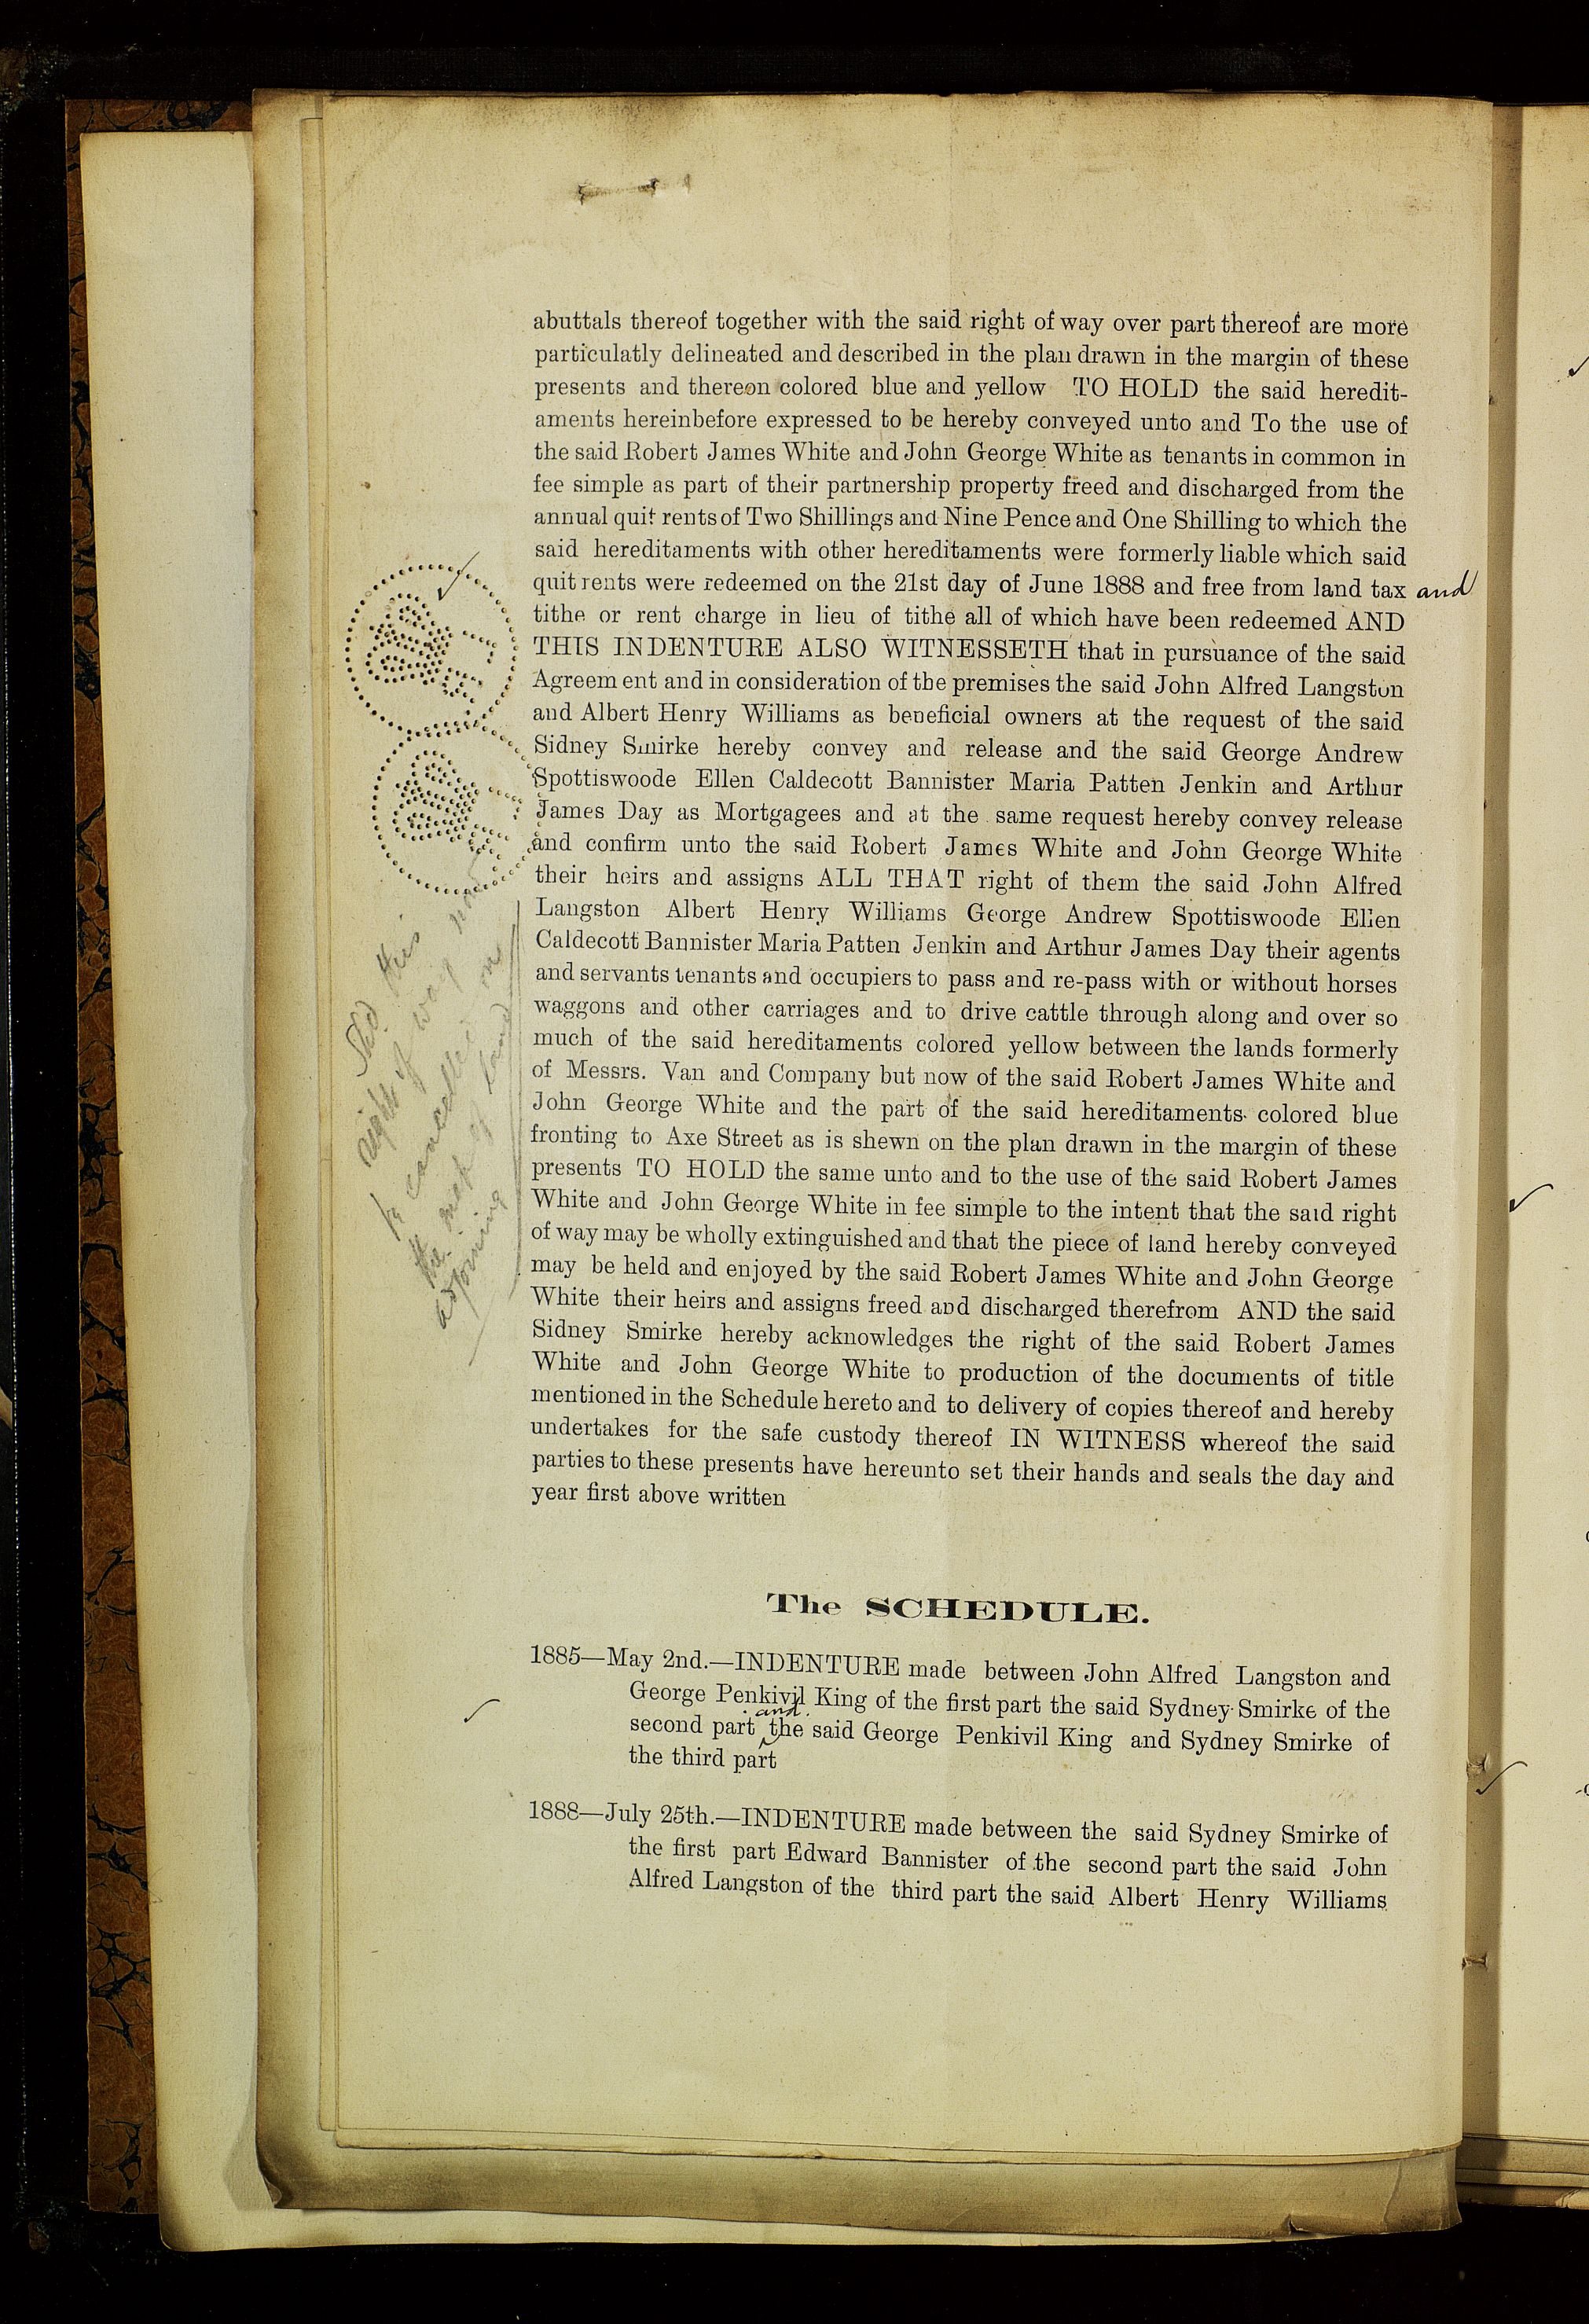 abuttals thereof together with the said right of way over part thereof are more
particulatly delineated and described in the plan drawn in the margin of these
presents and thereon colored blue and yellow TO HOLD the said heredit-
aments hereinbefore expressed to be hereby conveyed unto and To the use of
the said Robert James White and John George White as tenants in common in
fee simple as part of their partnership property freed and discharged from the
annual quit rents of Two Shillings and Nine Pence and One Shilling to which the
said hereditaments with other hereditaments were formerly liable which said
quit rents were redeemed on the 21st day of June 1888 and free from land tax and
tithe or rent charge in lieu of tithe all of which have been redeemed AND
THIS INDENTURE ALSO WITNESSETH that in pursuance of the said
Agreement and in consideration of the premises the said John Alfred Langston
and Albert Henry Williams as beneficial owners at the request of the said
Sidney Smirke hereby convey and release and the said George Andrew
Spottiswoode Ellen Caldecott Bannister Maria Patten Jenkin and Arthur
James Day as Mortgagees and at the same request hereby convey release
and confirm unto the said Robert James White and John George White
their heirs and assigns ALL THAT right of them the said John Alfred
Langston Albert Henry Williams George Andrew Spottiswoode Ellen
Caldecott Bannister Maria Patten Jenkin and Arthur James Day their agents
and servants tenants and occupiers to pass and re-pass with or without horses
waggons and other carriages and to drive cattle through along and over so
much of the said hereditaments colored yellow between the lands formerly
of Messrs. Van and Company but now of the said Robert James White and
John George White and the part of the said hereditaments colored blue
fronting to Axe Street as is shewn on the plan drawn in the margin of these
presents TO HOLD the same unto and to the use of the said Robert James
White and John George White in fee simple to the intent that the said right
of way may be wholly extinguished and that the piece of land hereby conveyed
may be held and enjoyed by the said Robert James White and John George
White their heirs and assigns freed and discharged therefrom AND the said
Sidney Smirke hereby acknowledges the right of the said Robert James
White and John George White to production of the documents of title
mentioned in the Schedule hereto and to delivery of copies thereof and hereby
undertakes for the safe custody thereof IN WITNESS whereof the said
parties to these presents have hereunto set their hands and seals the day and
year first above written
Shd this
right of way not
be cancelled on
the piece of land
adjoining
The SCHEDULE.
1885—May 2nd.—INDENTURE made between John Alfred Langston and
George Penkivil King of the first part the said Sydney Smirke of the
and
second part the said George Penkivil King and Sydney Smirke of
the third part
1888—July 25th.—INDENTURE made between the said Sydney Smirke of
the first part Edward Bannister of the second part the said John
Alfred Langston of the third part the said Albert Henry Williams